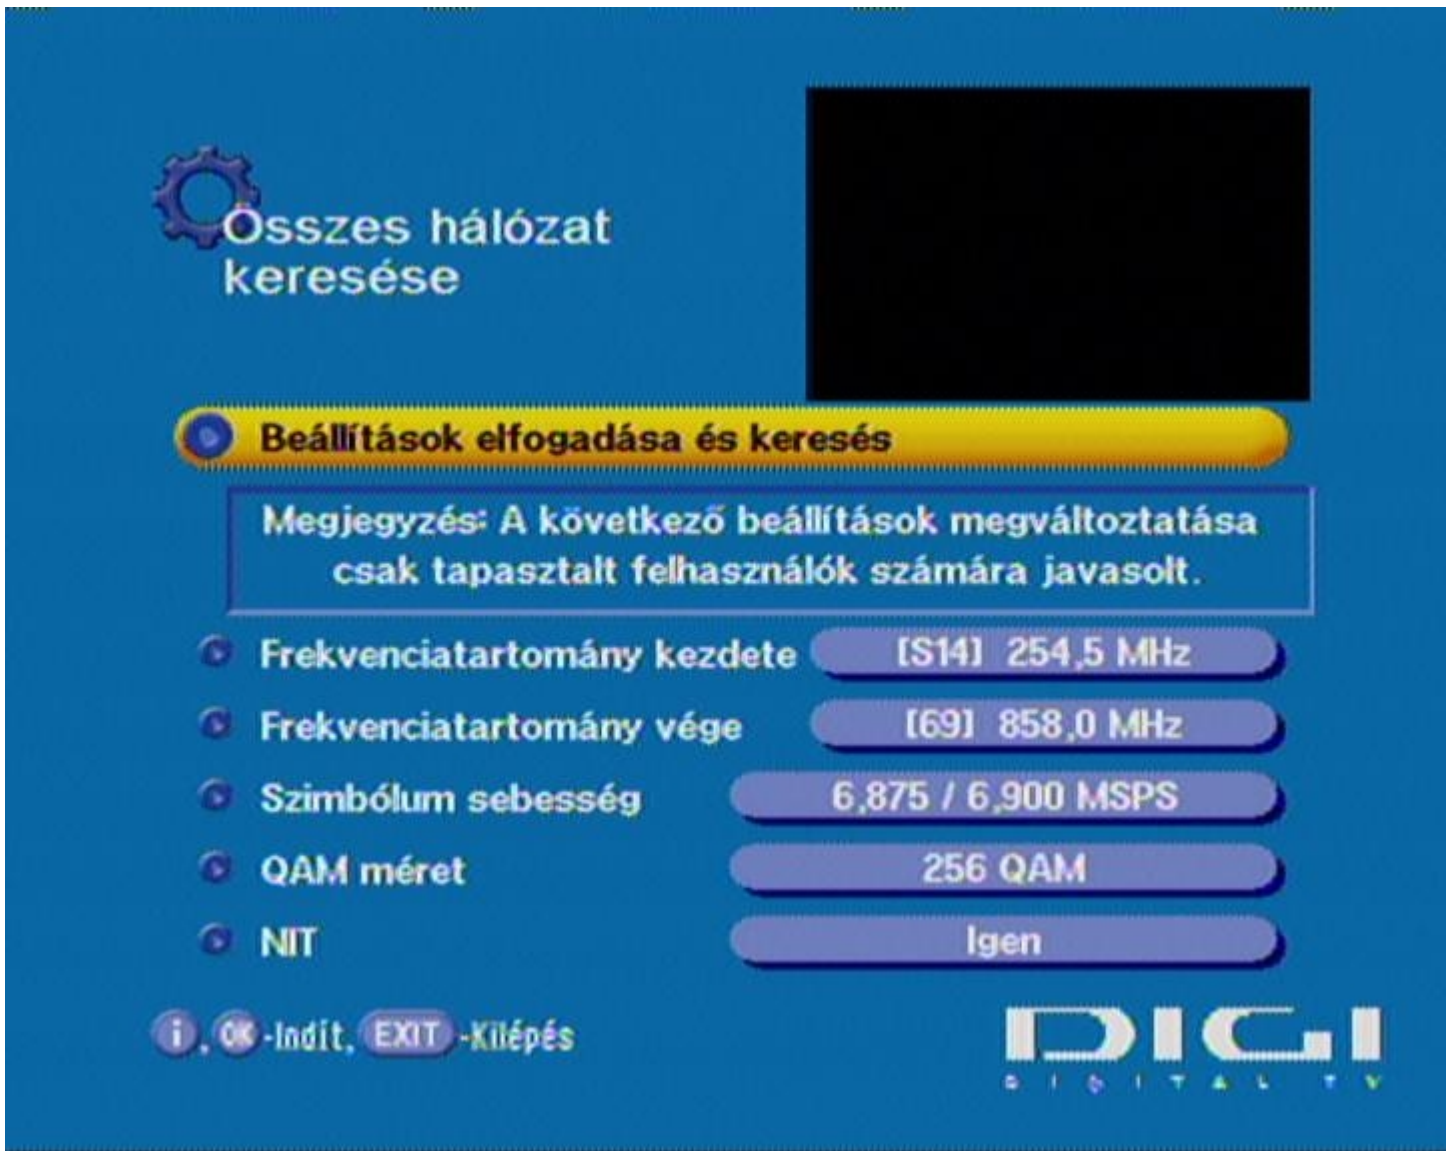 Összes hálózat
keresése
Beállítások elfogadása és keresés
Megjegyzés: A következő beállítások megváltoztatása
csak tapasztalt felhasználók számára javasolt.
Frekvenciatartomány kezdete [S14] 254,5 MHz
Frekvenciatartomány vége [69] 858,0 MHz
Szimbólum sebesség 6,875 / 6,900 MSPS
QAM méret 256 QAM
NIT Igen
i, OK -Indít, EXIT -Kilépés
DIGI
DIGITAL TV